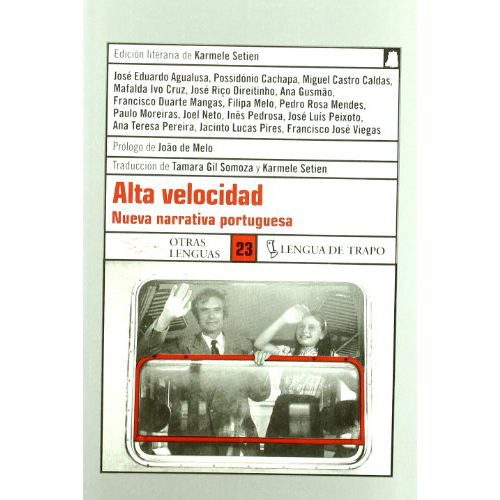 Edición literaria de Karmele Setien
José Eduardo Agualusa, Possidónio Cachapa, Miguel Castro Caldas,
Mafalda Ivo Cruz, José Riço Direitinho, Ana Gusmão,
Francisco Duarte Mangas, Filipa Melo, Pedro Rosa Mendes,
Paulo Moreiras, Joel Neto, Inês Pedrosa, José Luís Peixoto,
Ana Teresa Pereira, Jacinto Lucas Pires, Francisco José Viegas
Prólogo de João de Melo
Traducción de Tamara Gil Somoza y Karmele Setien
Alta velocidad
Nueva narrativa portuguesa
OTRAS
LENGUAS
23
LENGUA DE TRAPO